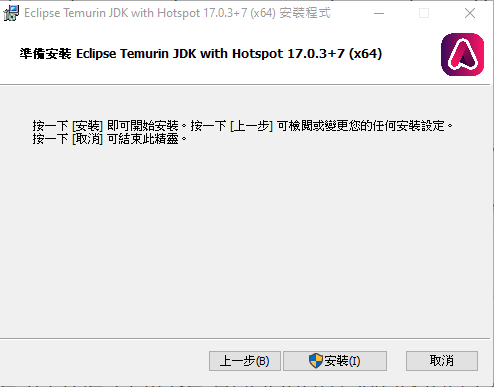 Eclipse Temurin JDK with Hotspot 17.0.3+7 (x64) 安裝程式
準備安裝 Eclipse Temurin JDK with Hotspot 17.0.3+7 (x64)
按一下 [安裝] 即可開始安裝。按一下 [上一步] 可檢閱或變更您的任何安裝設定。
按一下 [取消] 可結束此精靈。
上一步(B) 安裝(I) 取消